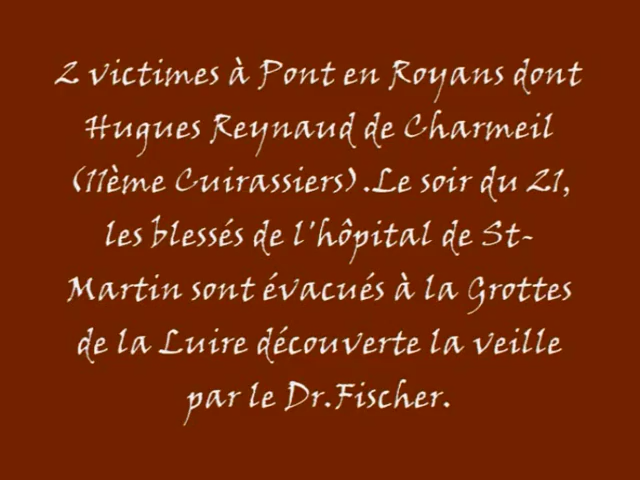 2 victimes à Pont en Royans dont
Hugues Reynaud de Charmeil
(11ème Cuirassiers).Le soir du 21,
les blessés de l'hôpital de St-
Martin sont évacués à la Grottes
de la Luire découverte la veille
par le Dr.Fischer.